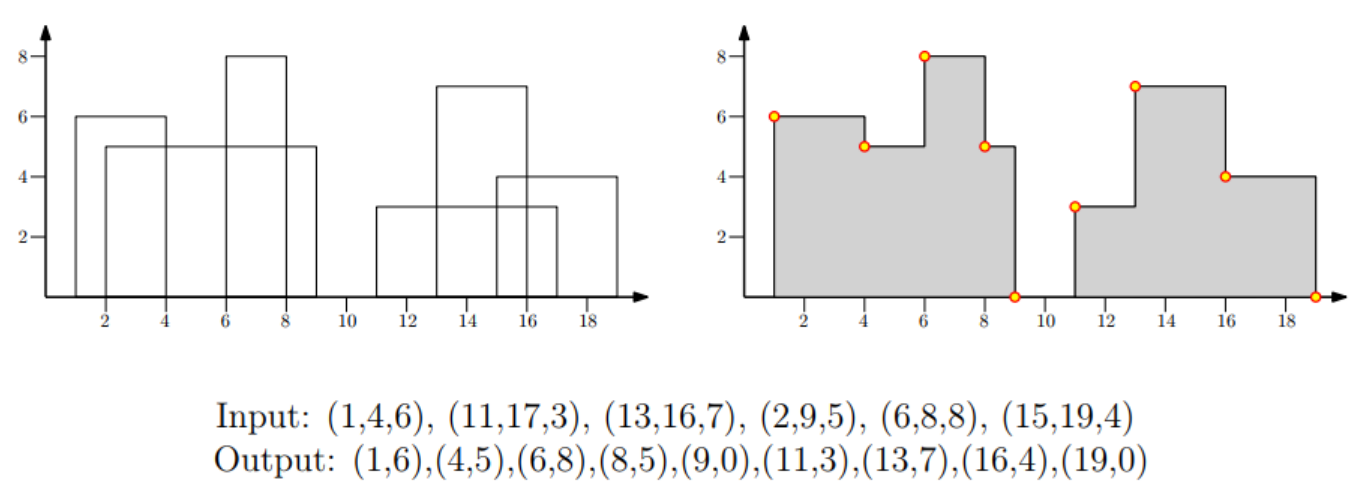 8
6
4
2
2 4 6 8 10 12 14 16 18
8
6
4
2
2 4 6 8 10 12 14 16 18
Input: (1,4,6), (11,17,3), (13,16,7), (2,9,5), (6,8,8), (15,19,4)
Output: (1,6),(4,5),(6,8),(8,5),(9,0),(11,3),(13,7),(16,4),(19,0)